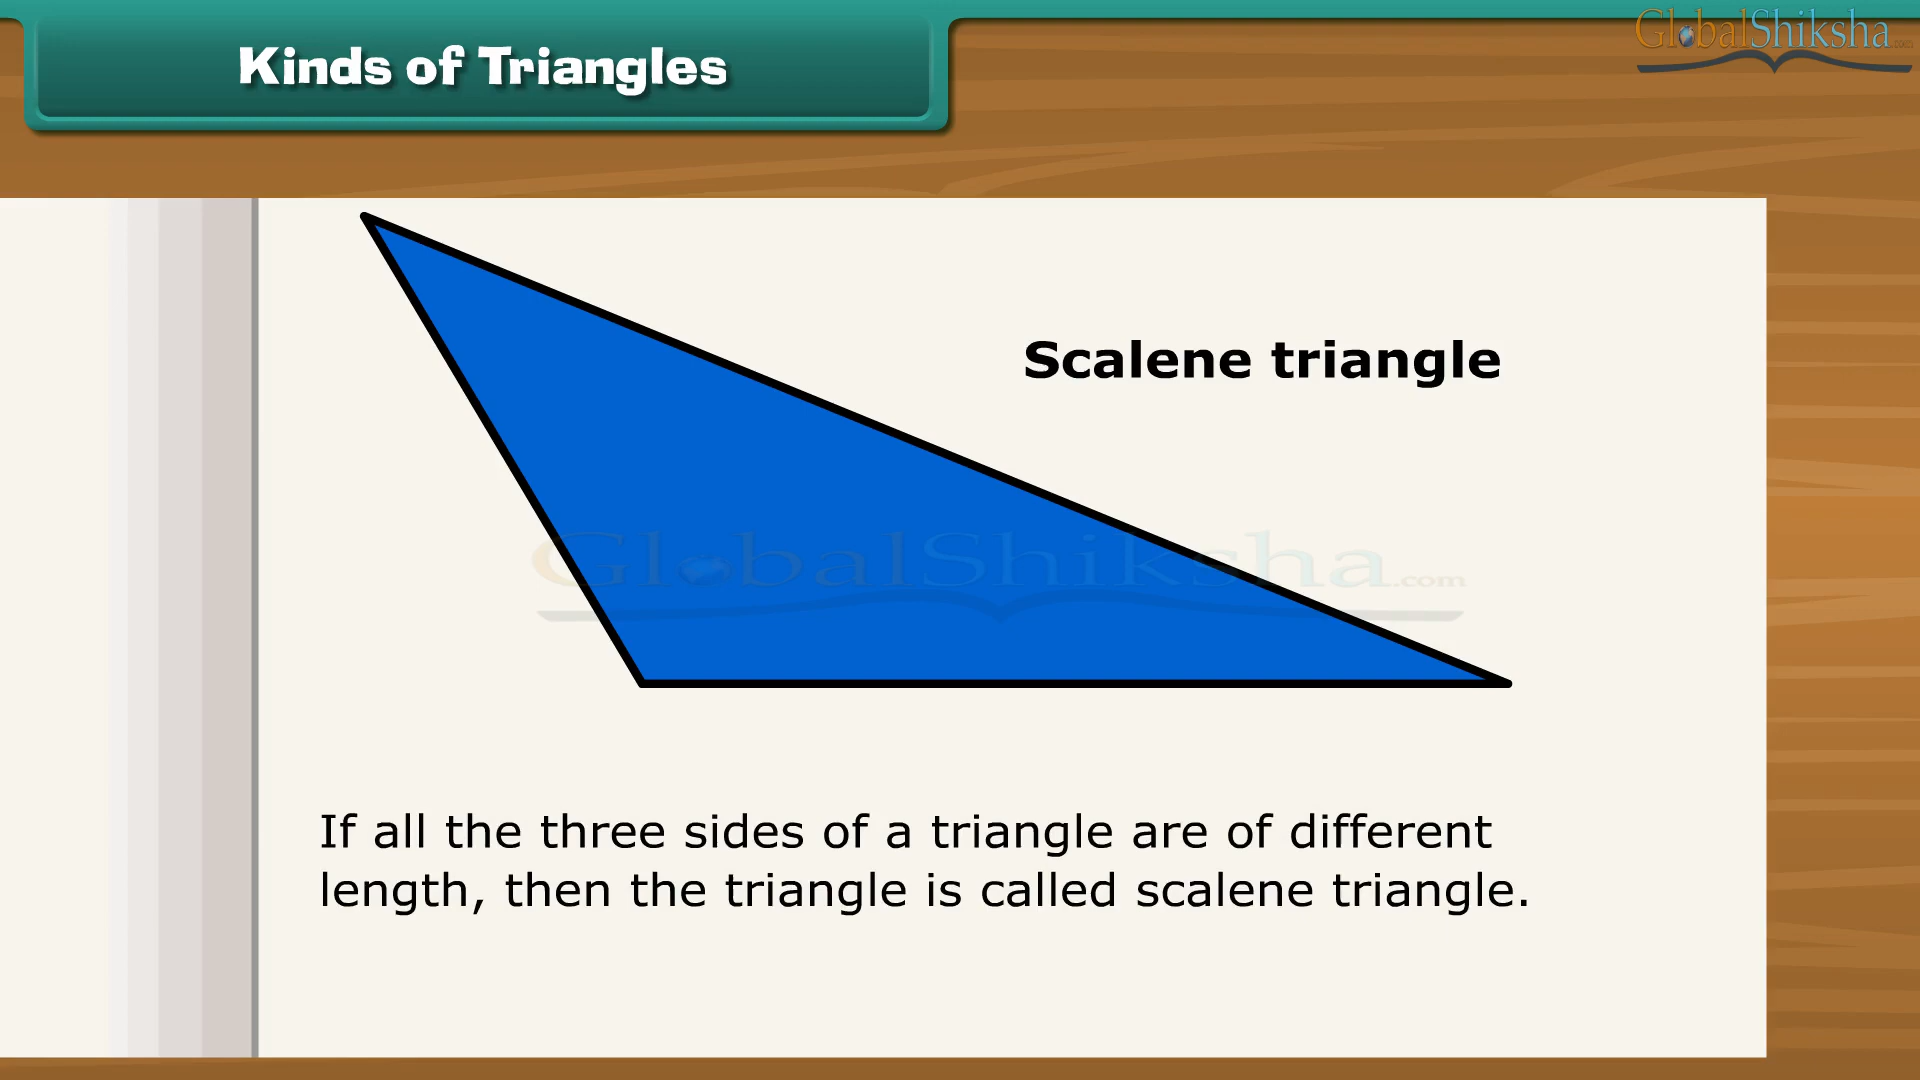 GlobalShiksha.com
Kinds of Triangles
Scalene triangle
GlobalShiksha.com
If all the three sides of a triangle are of different
length, then the triangle is called scalene triangle.